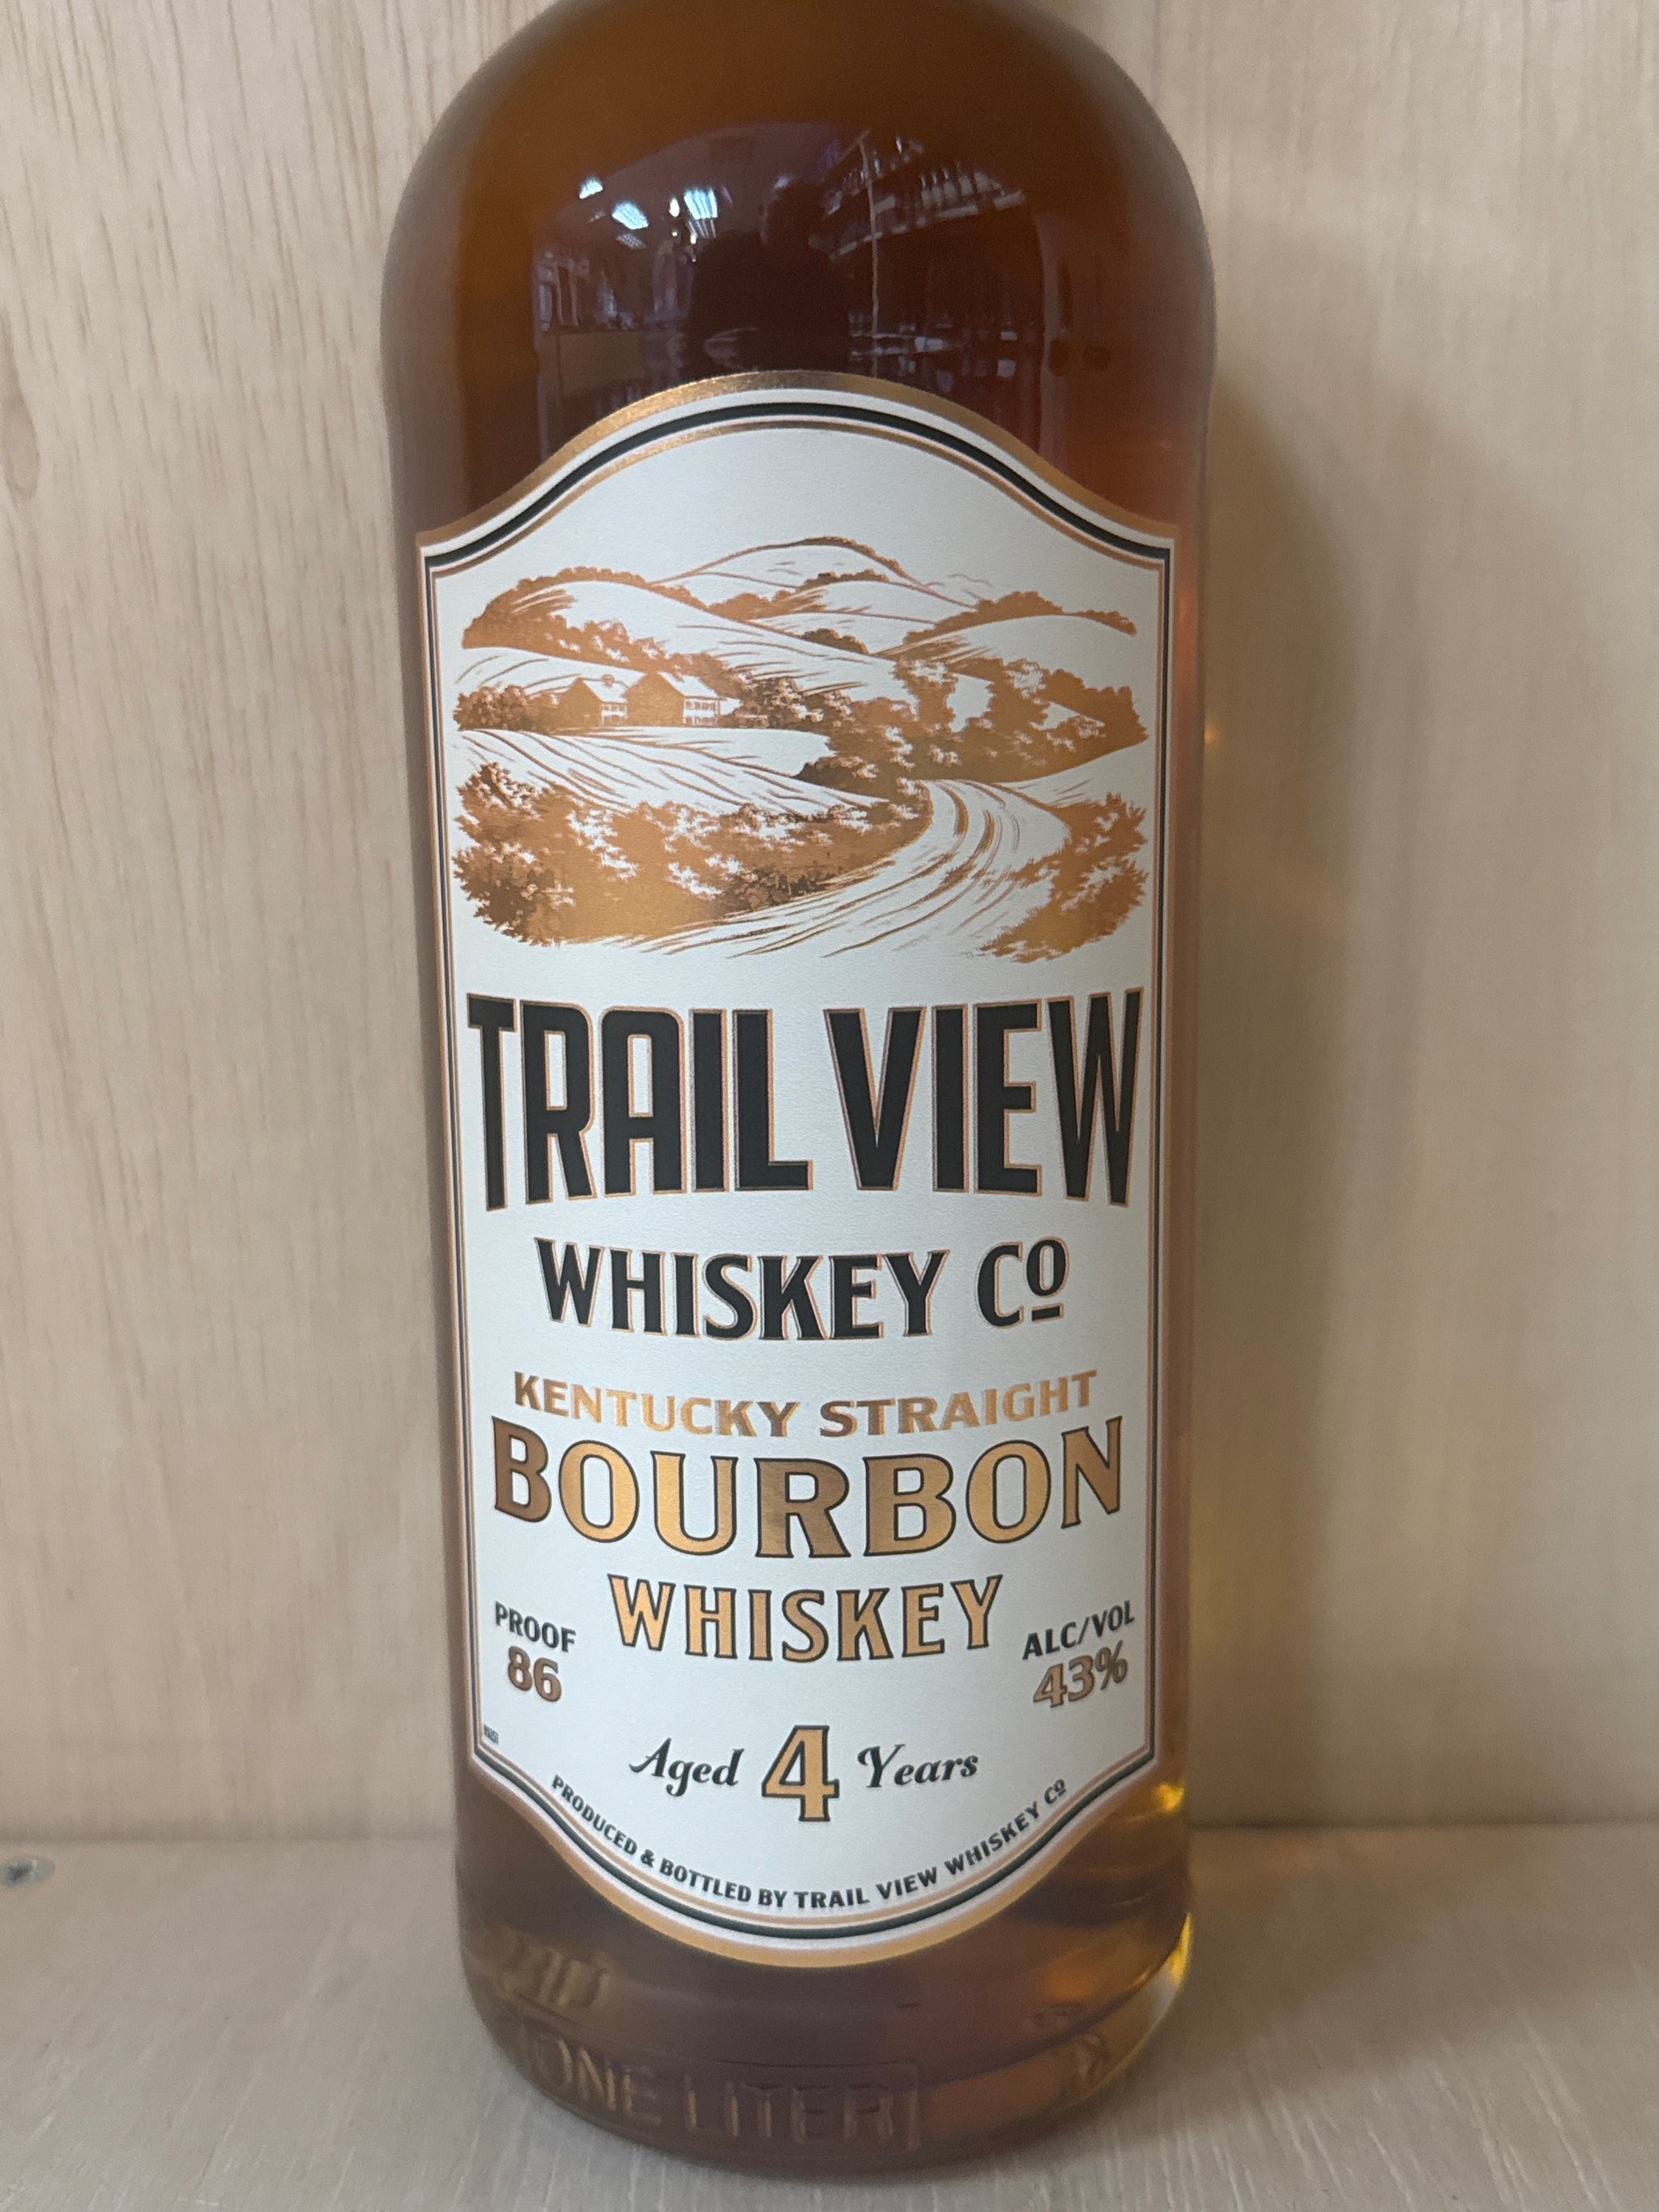 TRAIL VIEW
WHISKEY Cº
KENTUCKY STRAIGHT
BOURBON
WHISKEY
PROOF
86
ALC/VOL
43%
Aged 4 Years
PRODUCED & BOTTLED BY TRAIL VIEW WHISKEY Cº
ONE LITER